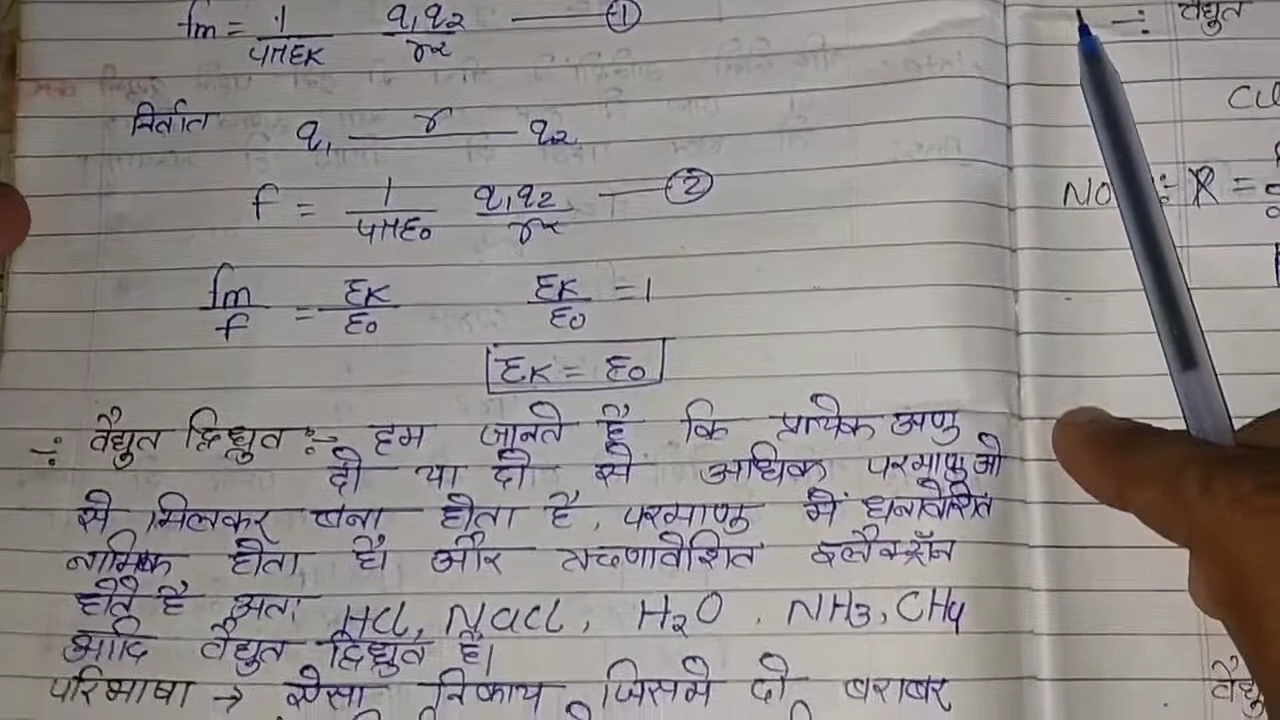 fm = 1/4πεK q1q2/r² —— ①
निर्वात q1 —— r —— q2
f = 1/4πε0 q1q2/r² — ②
fm/f = εK/ε0 εK/ε0 = 1
εK = ε0
÷ वैद्युत द्विध्रुत :- हम जानते है कि प्रत्येक अणु
दो या दो से अधिक परमाणुओ
से मिलकर बना होता है, परमाणु में धनावेशित
नाभिक होता है। और ऋणावेशित इलैक्ट्रॉन
होते है अतः HCl, NaCl, H2O, NH3, CH4
आदि वैद्युत द्विध्रुत है।
परिभाषा → ऐसा निकाय जिसमे दो बराबर
-: वैद्युत
NO
वैद्यु